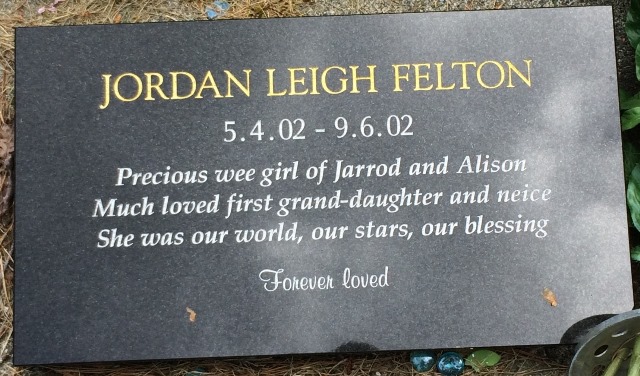 JORDAN LEIGH FELTON
5.4.02 - 9.6.02
Precious wee girl of Jarrod and Alison
Much loved first grand-daughter and neice
She was our world, our stars, our blessing
Forever loved